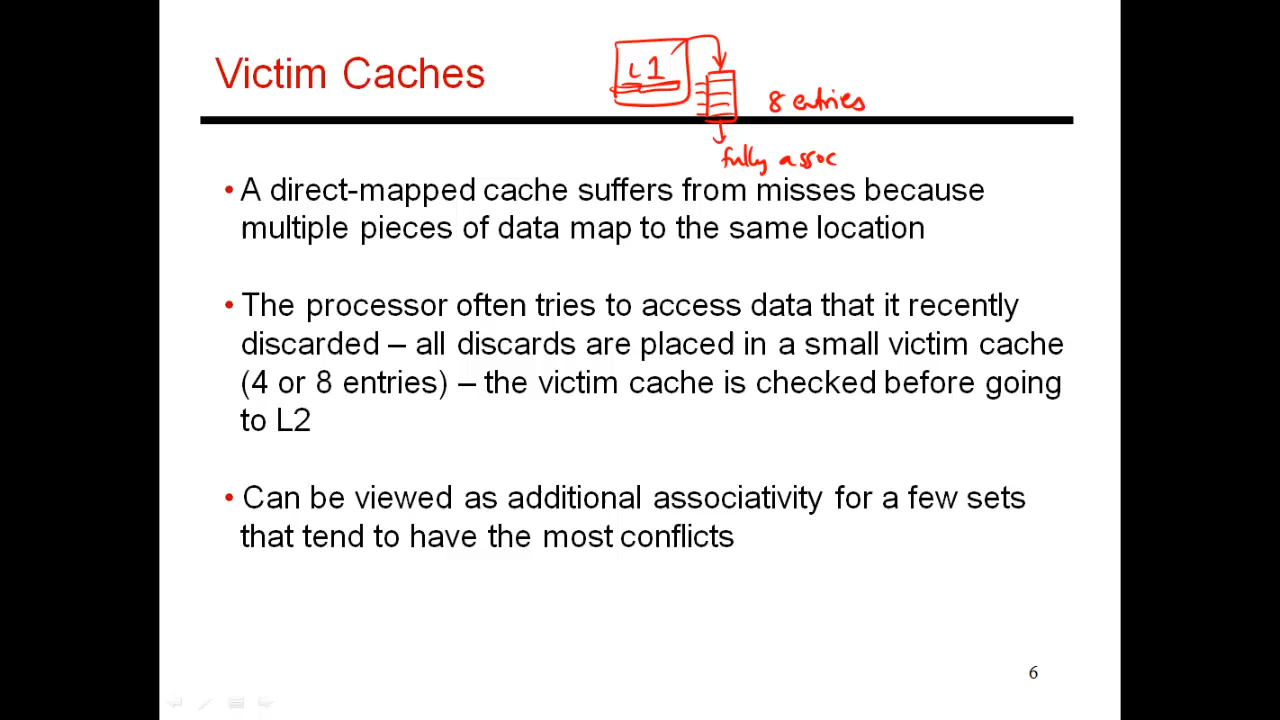 L1
Victim Caches
8 entries
fully assoc
• A direct-mapped cache suffers from misses because
multiple pieces of data map to the same location
• The processor often tries to access data that it recently
discarded – all discards are placed in a small victim cache
(4 or 8 entries) – the victim cache is checked before going
to L2
• Can be viewed as additional associativity for a few sets
that tend to have the most conflicts
6